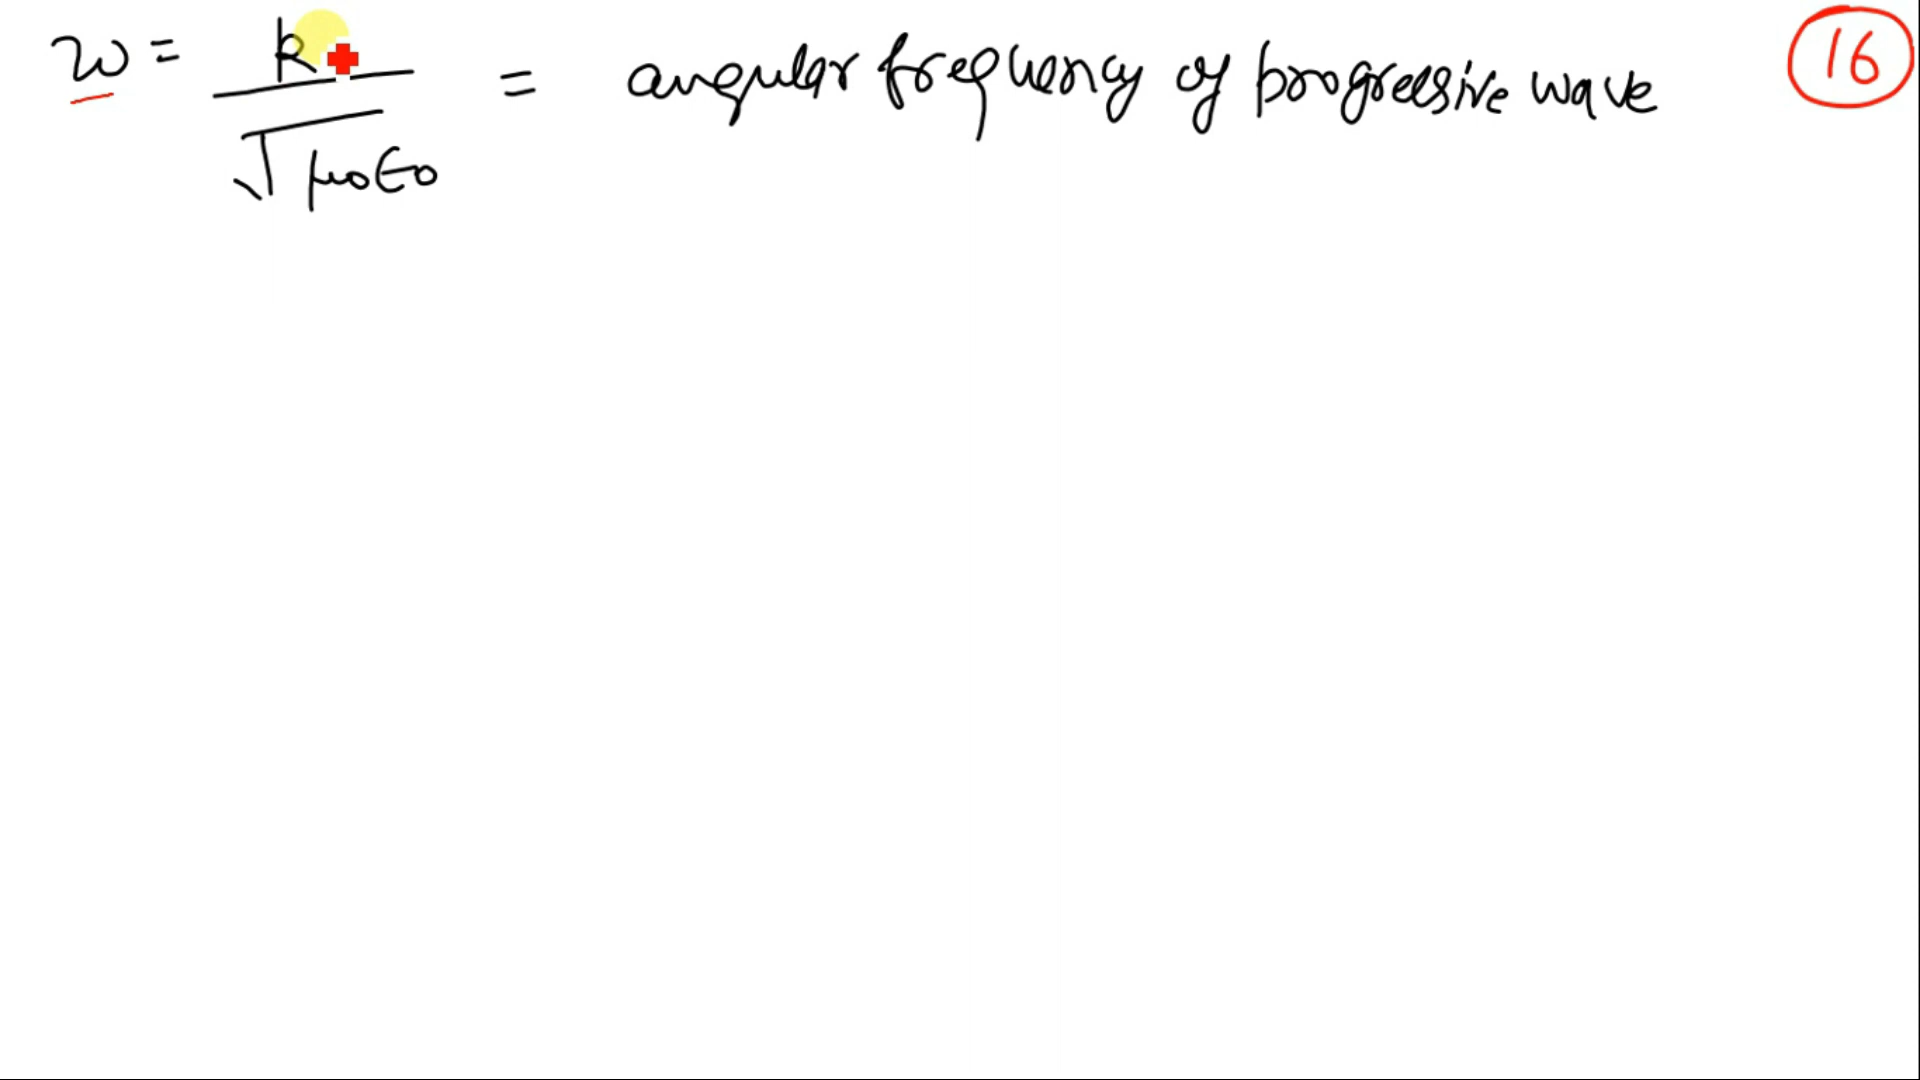 ω = k / √μ₀ε₀ = angular frequency of progressive wave
16